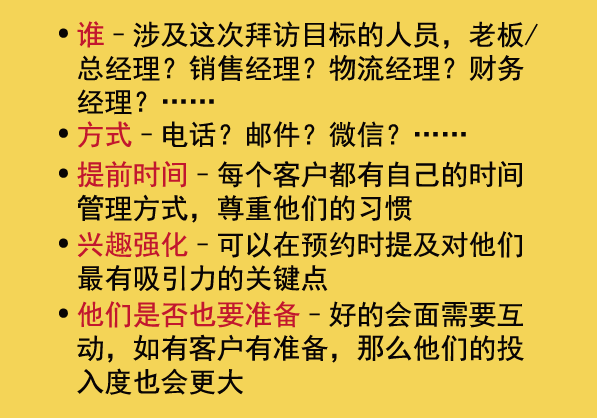 • 谁 – 涉及这次拜访目标的人员，老板/
总经理？销售经理？物流经理？财务
经理？……
• 方式 – 电话？邮件？微信？……
• 提前时间 – 每个客户都有自己的时间
管理方式，尊重他们的习惯
• 兴趣强化 – 可以在预约时提及对他们
最有吸引力的关键点
• 他们是否也要准备 – 好的会面需要互
动，如有客户有准备，那么他们的投
入度也会更大